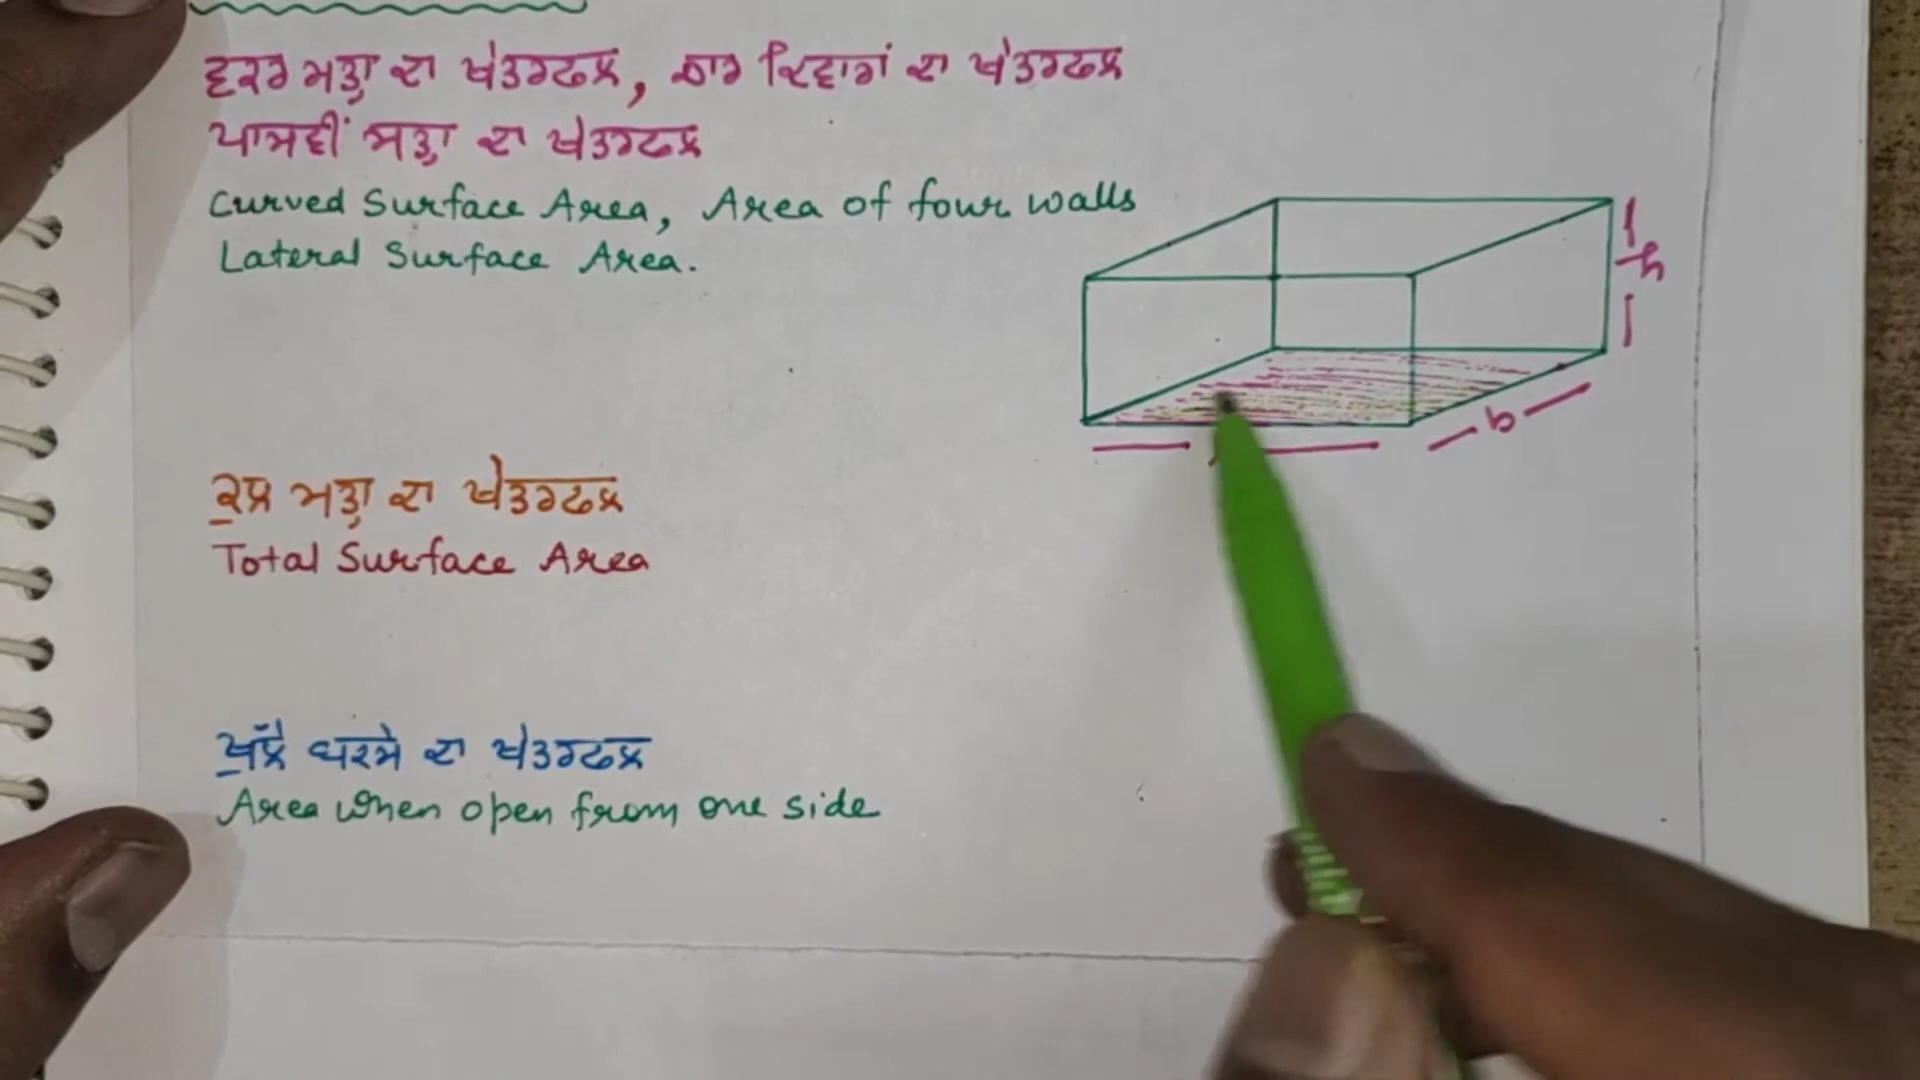 ਵਕਰ ਸਤ੍ਹਾ ਦਾ ਖੇਤਰਫਲ, ਚਾਰ ਦਿਵਾਰਾਂ ਦਾ ਖੇਤਰਫਲ
ਪਾਸਵੀਂ ਸਤ੍ਹਾ ਦਾ ਖੇਤਰਫਲ
Curved Surface Area, Area of four walls
Lateral Surface Area.
h
b
ਕੁਲ ਸਤ੍ਹਾ ਦਾ ਖੇਤਰਫਲ
Total Surface Area
ਖੁੱਲੇ ਬਕਸੇ ਦਾ ਖੇਤਰਫਲ
Area when open from one side